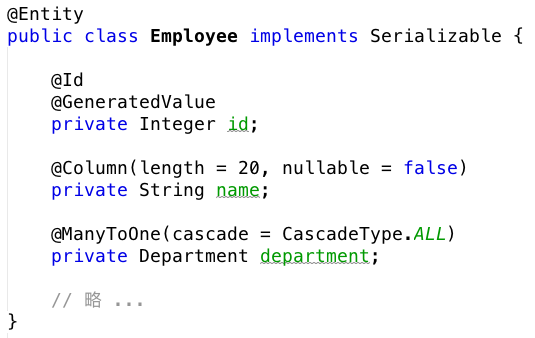 @Entity
public class Employee implements Serializable {
@Id
@GeneratedValue
private Integer id;
@Column(length = 20, nullable = false)
private String name;
@ManyToOne(cascade = CascadeType.ALL)
private Department department;
// 略 ...
}